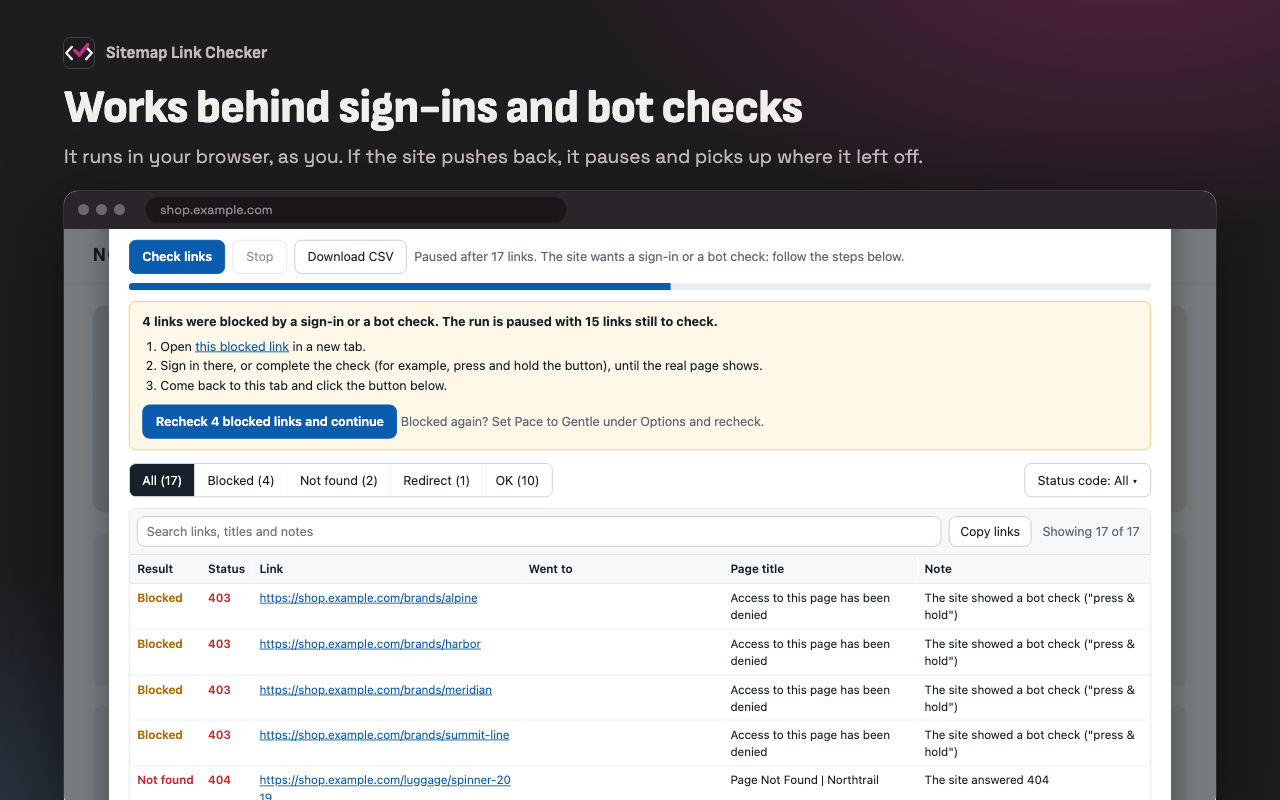 Sitemap Link Checker
Works behind sign-ins and bot checks
It runs in your browser, as you. If the site pushes back, it pauses and picks up where it left off.
shop.example.com
Check links
Stop
Download CSV
Paused after 17 links. The site wants a sign-in or a bot check: follow the steps below.
4 links were blocked by a sign-in or a bot check. The run is paused with 15 links still to check.
1. Open this blocked link in a new tab.
2. Sign in there, or complete the check (for example, press and hold the button), until the real page shows.
3. Come back to this tab and click the button below.
Recheck 4 blocked links and continue
Blocked again? Set Pace to Gentle under Options and recheck.
All (17)
Blocked (4)
Not found (2)
Redirect (1)
OK (10)
Status code: All
Search links, titles and notes
Copy links
Showing 17 of 17
Result Status Link Went to Page title Note
Blocked 403 https://shop.example.com/brands/alpine Access to this page has been The site showed a bot check ("press &
denied hold")
Blocked 403 https://shop.example.com/brands/harbor Access to this page has been The site showed a bot check ("press &
denied hold")
Blocked 403 https://shop.example.com/brands/meridian Access to this page has been The site showed a bot check ("press &
denied hold")
Blocked 403 https://shop.example.com/brands/summit-line Access to this page has been The site showed a bot check ("press &
denied hold")
Not found 404 https://shop.example.com/luggage/spinner-20 Page Not Found | Northtrail The site answered 404
19